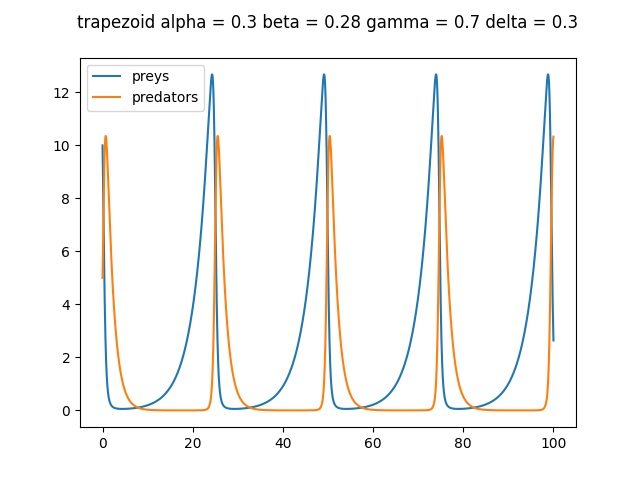 trapezoid alpha = 0.3 beta = 0.28 gamma = 0.7 delta = 0.3
preys
predators
12
10
8
6
4
2
0
0 20 40 60 80 100